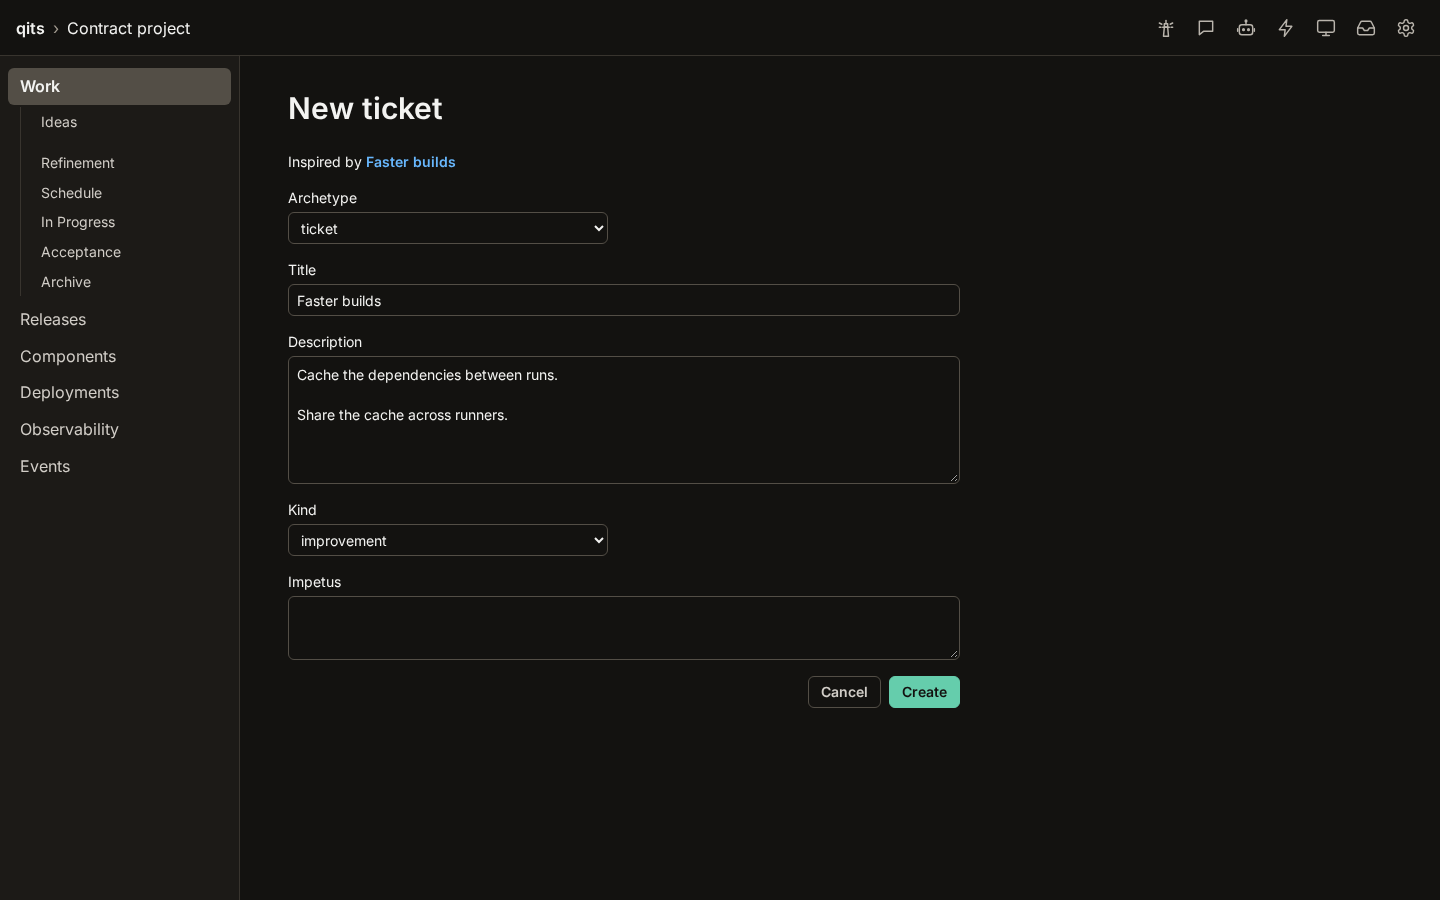 qits › Contract project
Work
Ideas
Refinement
Schedule
In Progress
Acceptance
Archive
Releases
Components
Deployments
Observability
Events
New ticket
Inspired by Faster builds
Archetype
ticket
Title
Faster builds
Description
Cache the dependencies between runs.
Share the cache across runners.
Kind
improvement
Impetus
Cancel
Create